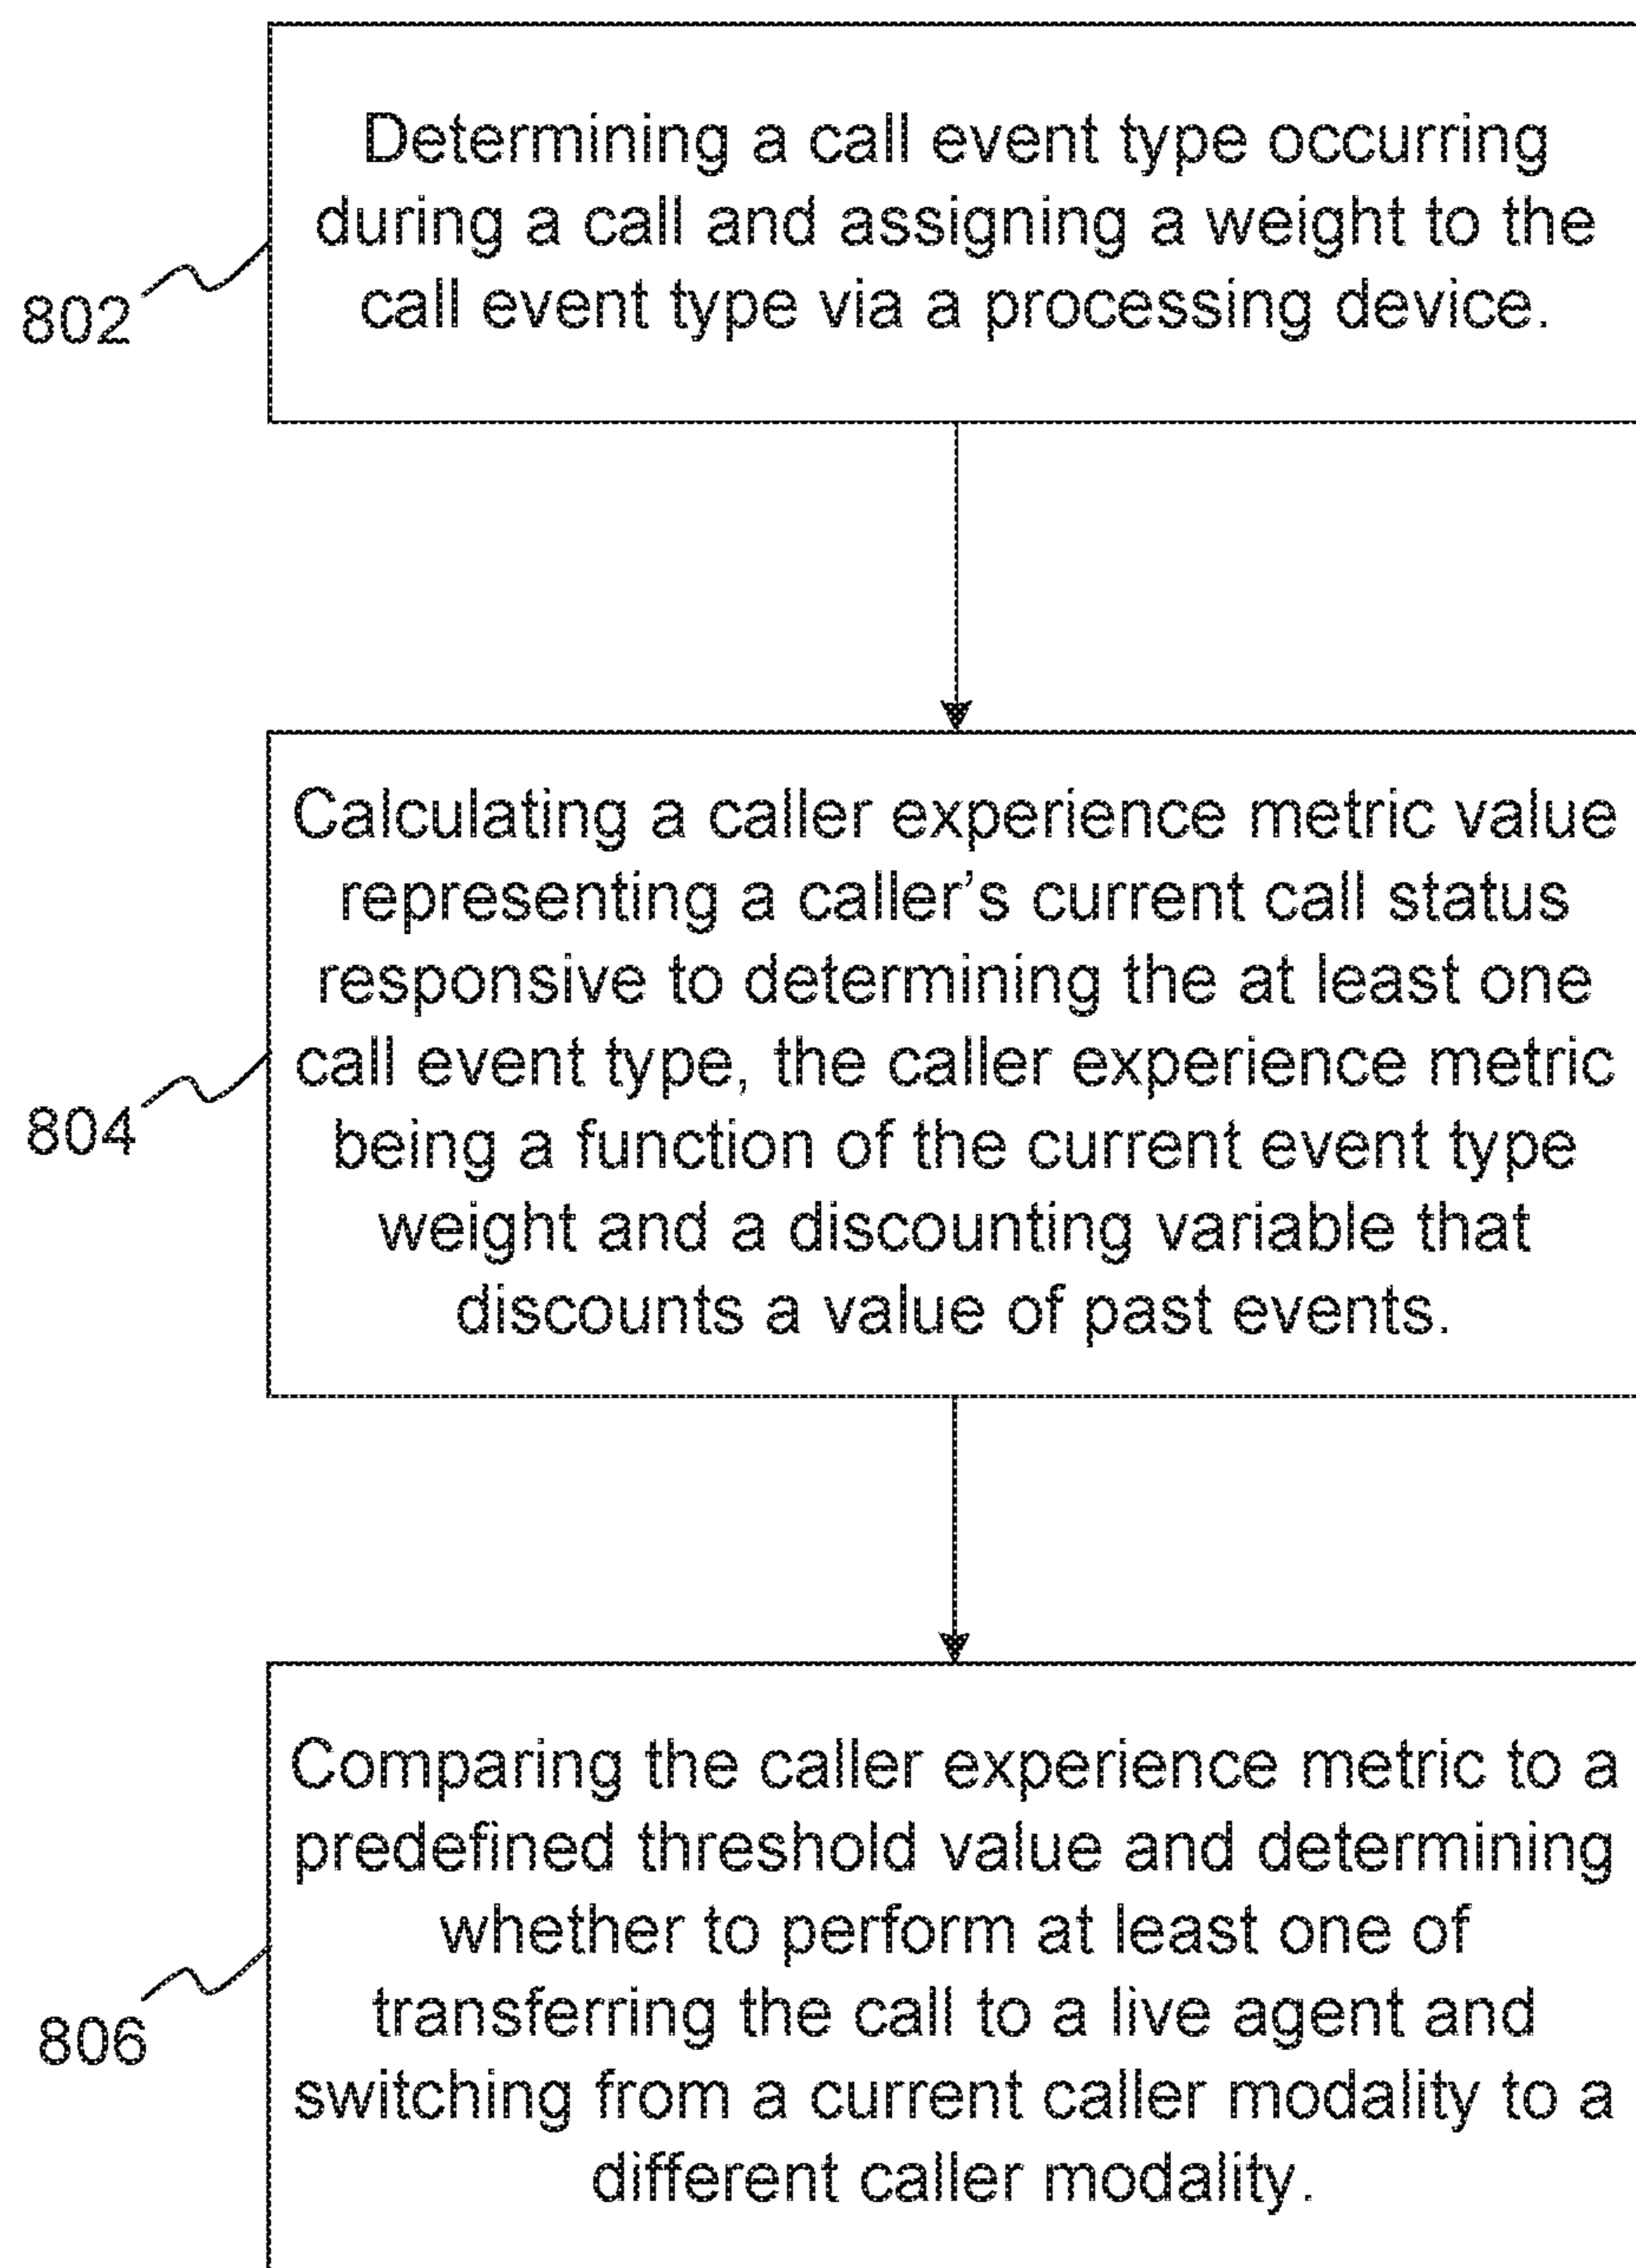 Determining a call event type occurring
during a call and assigning a weight to the
call event type via a processing device.
802
Calculating a caller experience metric value
representing a caller’s current call status
responsive to determining the at least one
call event type, the caller experience metric
being a function of the current event type
weight and a discounting variable that
discounts a value of past events.
804
Comparing the caller experience metric to a
predefined threshold value and determining
whether to perform at least one of
transferring the call to a live agent and
switching from a current caller modality to a
different caller modality.
806